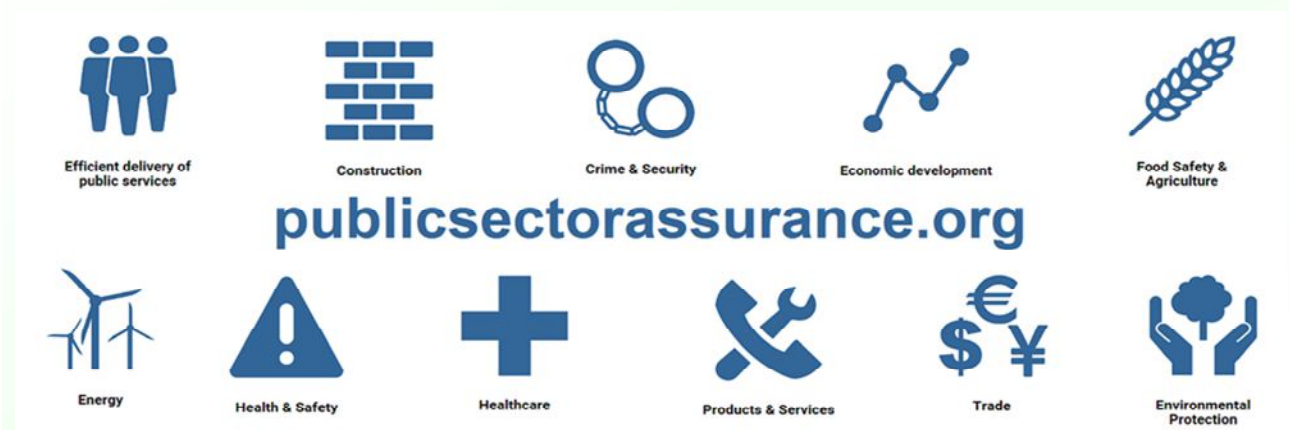 Efficient delivery of
public services
Construction
Crime & Security
Economic development
Food Safety &
Agriculture
publicsectorassurance.org
Energy
Health & Safety
Healthcare
Products & Services
Trade
Environmental
Protection